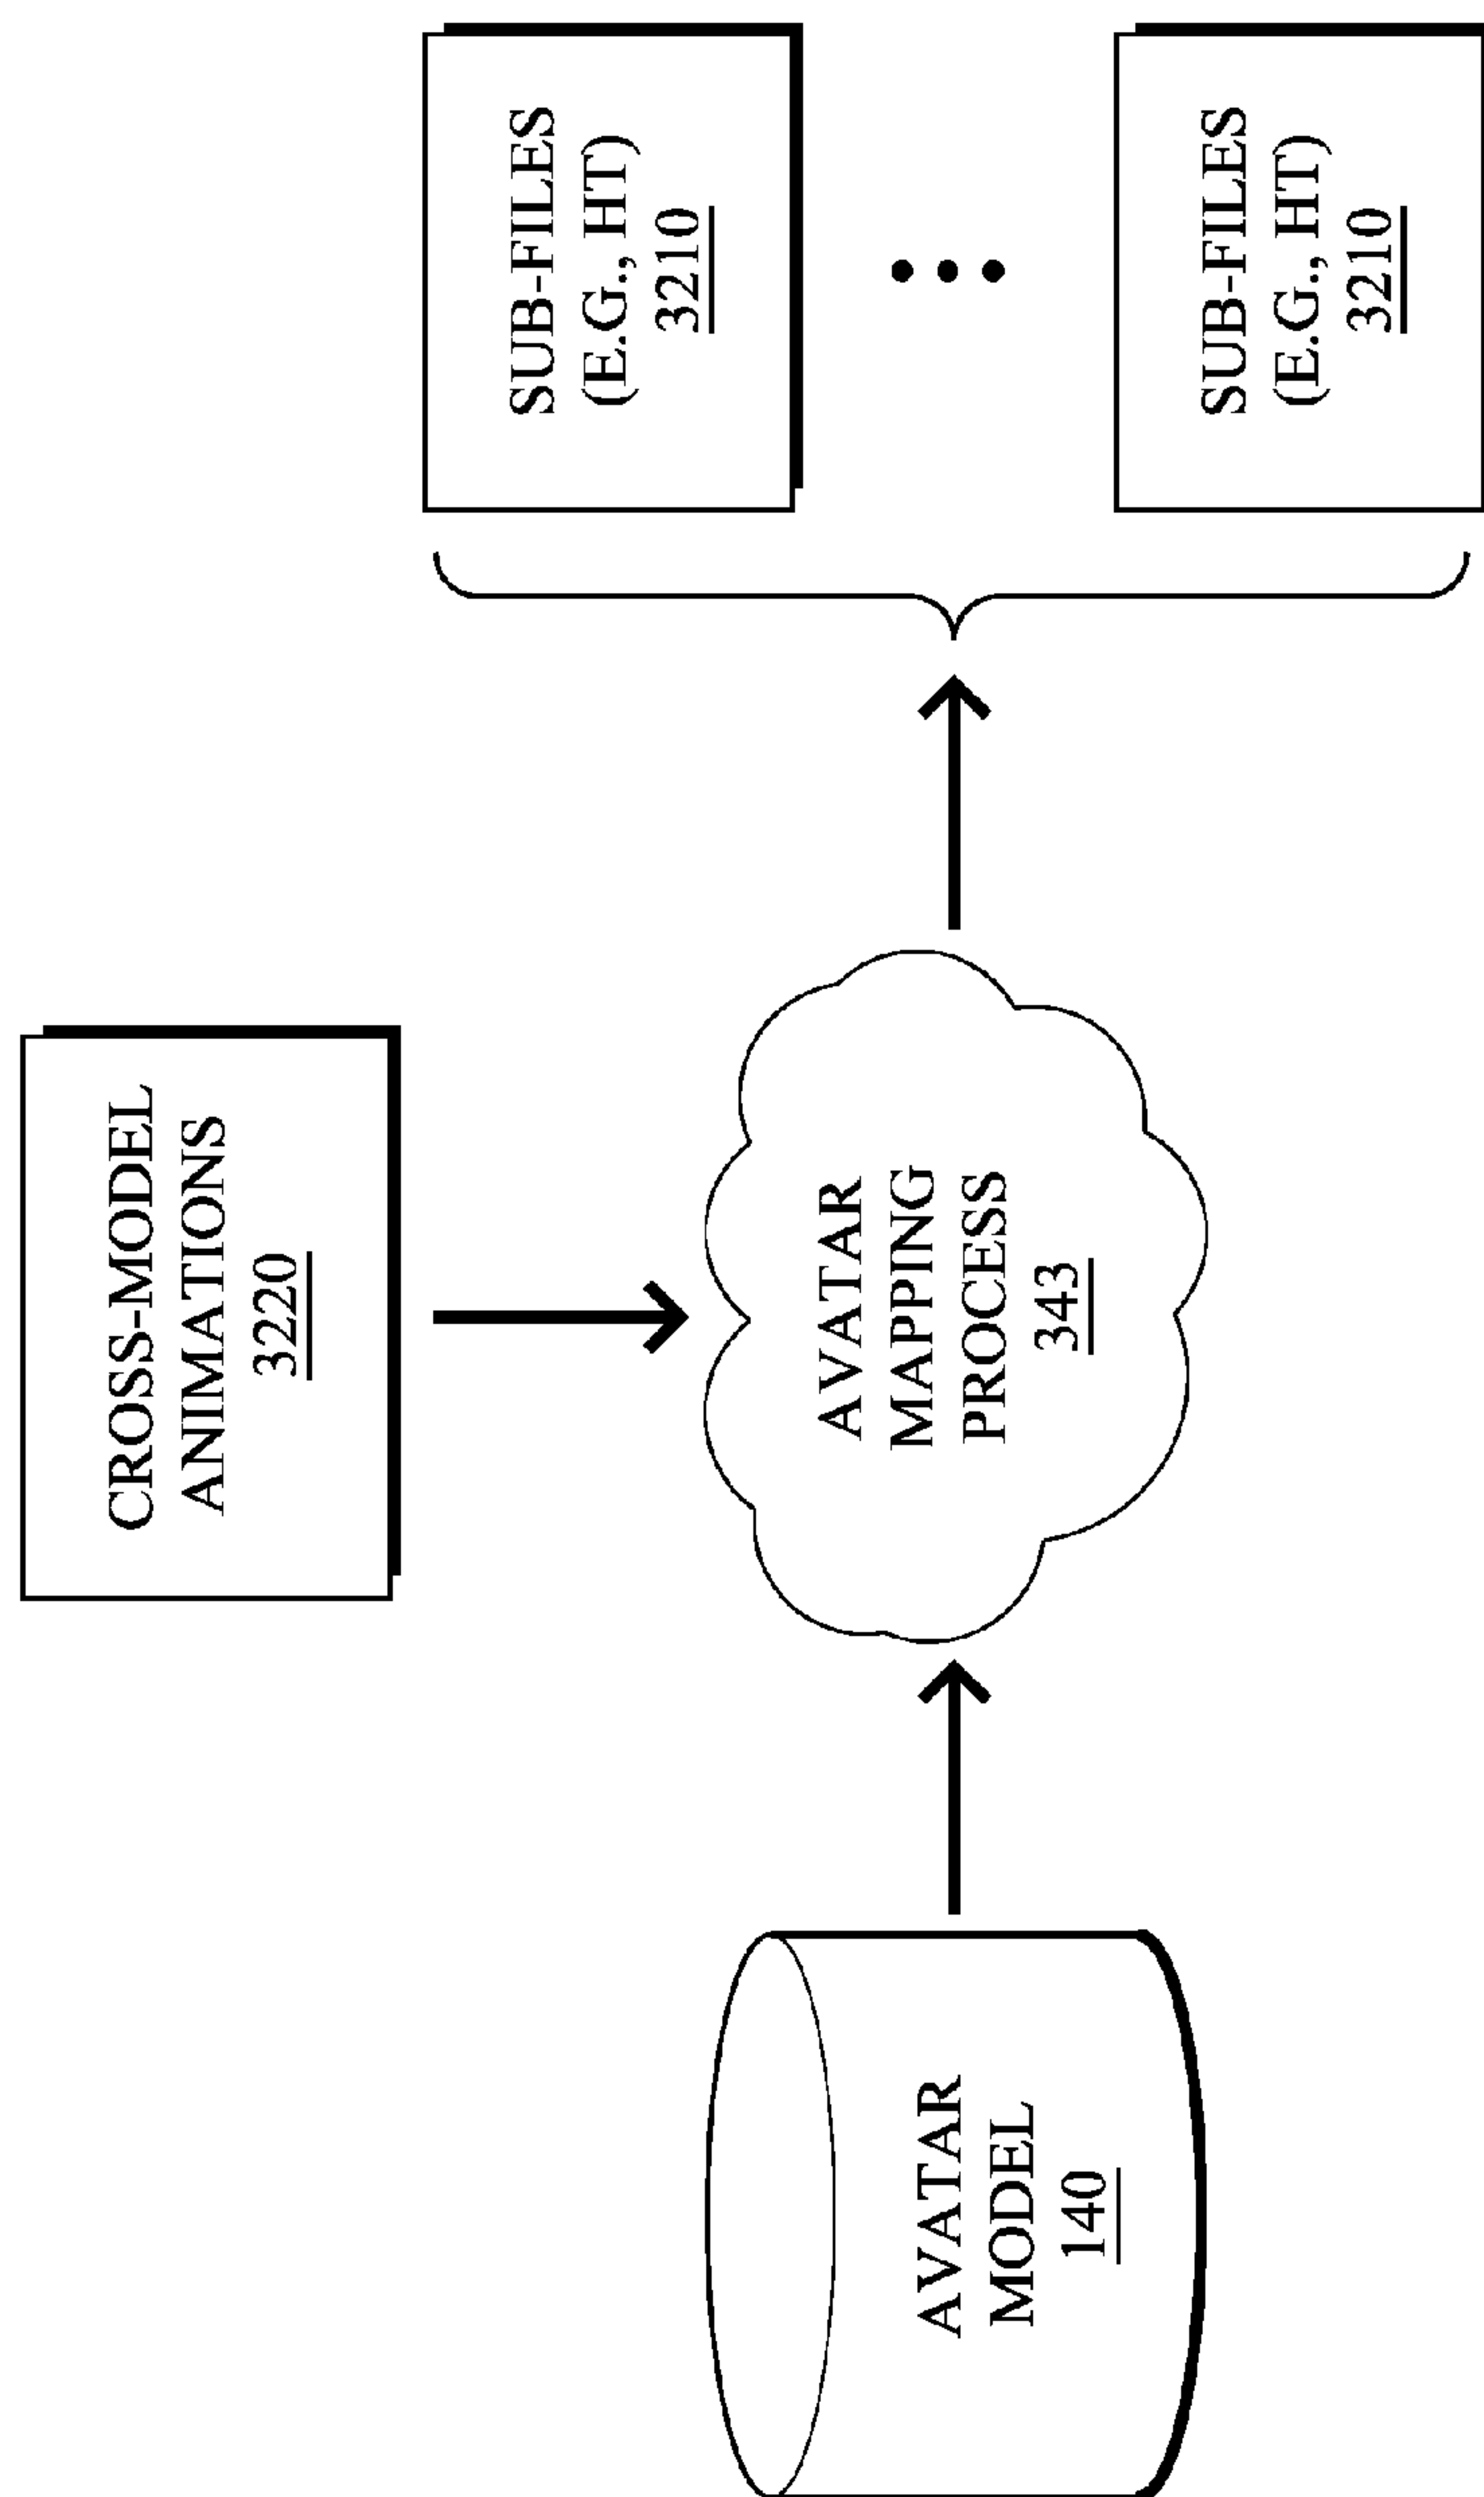 CROSS-MODEL
ANIMATIONS
3220
AVATAR
MODEL
140
AVATAR
MAPPING
PROCESS
343
SUB-FILES
(E.G., HT)
3210
SUB-FILES
(E.G., HT)
3210